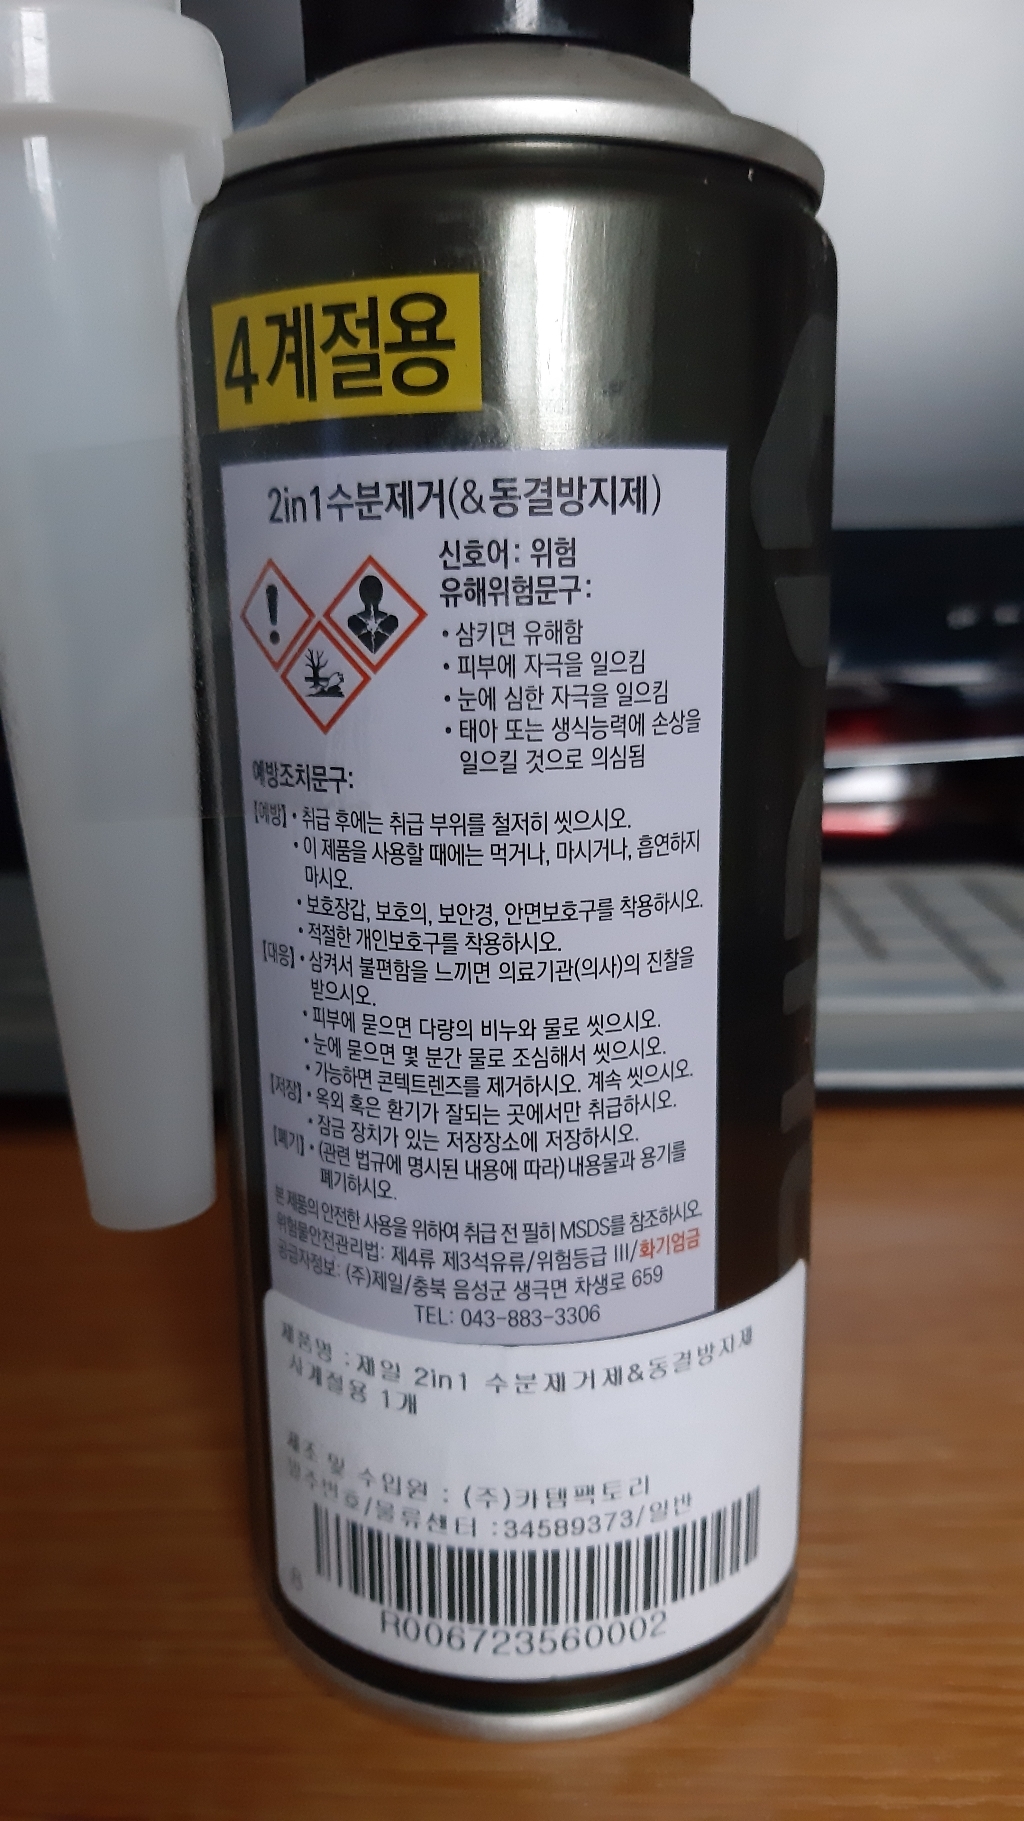 4계절용
2in1수분제거(&동결방지제)
신호어: 위험
유해위험문구:
• 삼키면 유해함
• 피부에 자극을 일으킴
• 눈에 심한 자극을 일으킴
• 태아 또는 생식능력에 손상을
일으킬 것으로 의심됨
예방조치문구:
[예방] • 취급 후에는 취급 부위를 철저히 씻으시오.
• 이 제품을 사용할 때에는 먹거나, 마시거나, 흡연하지
마시오.
• 보호장갑, 보호의, 보안경, 안면보호구를 착용하시오.
• 적절한 개인보호구를 착용하시오.
[대응] • 삼켜서 불편함을 느끼면 의료기관(의사)의 진찰을
받으시오.
• 피부에 묻으면 다량의 비누와 물로 씻으시오.
• 눈에 묻으면 몇 분간 물로 조심해서 씻으시오.
• 가능하면 콘텍트렌즈를 제거하시오. 계속 씻으시오.
[저장] • 옥외 혹은 환기가 잘되는 곳에서만 취급하시오.
• 잠금 장치가 있는 저장장소에 저장하시오.
[폐기] • (관련 법규에 명시된 내용에 따라) 내용물과 용기를
폐기하시오.
본 제품의 안전한 사용을 위하여 취급 전 필히 MSDS를 참조하시오.
위험물안전관리법: 제4류 제3석유류/위험등급 III/화기엄금
공급자정보: (주)제일/충북 음성군 생극면 차생로 659
TEL: 043-883-3306
제품명 : 제일 2in1 수분제거제&동결방지제
사계절용 1개
제조 및 수입원 : (주)카템팩토리
발주번호/물류센터 :34589373/일반
R006723560002